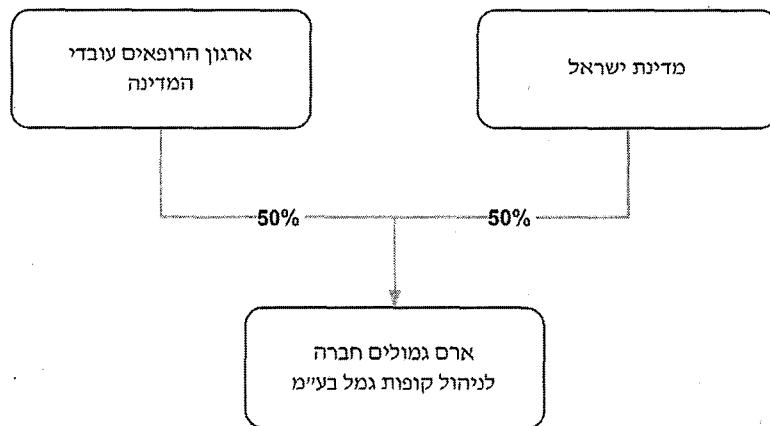 מדינת ישראל
ארגון הרופאים עובדי
המדינה
50%
50%
ארם גמולים חברה
לניהול קופות גמל בע״מ